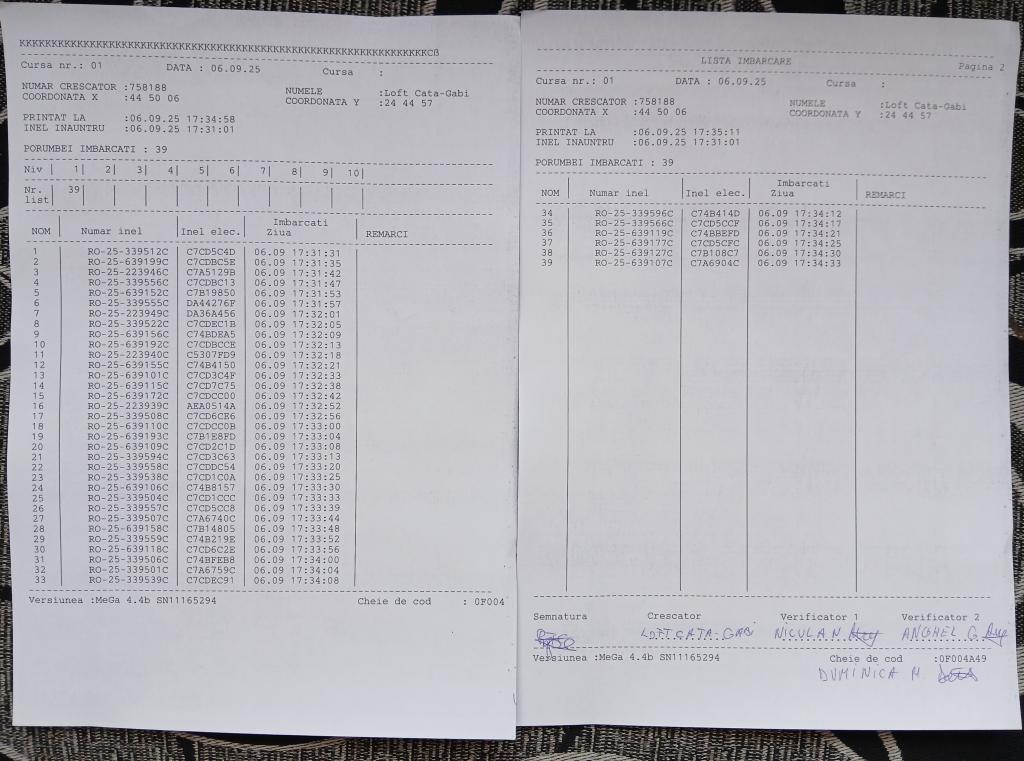 KKKKKKKKKKKKKKKKKKKKKKKKKKKKKKKKKKKKKKKKKKKKKKKKKKKKKKKKKKKKKKKKKCß
Cursa nr.: 01 DATA : 06.09.25 Cursa :
NUMAR CRESCATOR :758188 NUMELE :Loft Cata-Gabi
COORDONATA X :44 50 06 COORDONATA Y :24 44 57
PRINTAT LA :06.09.25 17:34:58
INEL INAUNTRU :06.09.25 17:31:01
PORUMBEI IMBARCATI : 39
Niv | 1| 2| 3| 4| 5| 6| 7| 8| 9| 10|
Nr. list| 39| | | | | | | | | |
NOM | Numar inel | Inel elec. | Imbarcati Ziua | REMARCI
1 RO-25-339512C C7CD5C4D 06.09 17:31:31
2 RO-25-639199C C7CDBC5E 06.09 17:31:35
3 RO-25-223946C C7A5129B 06.09 17:31:42
4 RO-25-339556C C7CDBC13 06.09 17:31:47
5 RO-25-639152C C7B19850 06.09 17:31:53
6 RO-25-339555C DA44276F 06.09 17:31:57
7 RO-25-223949C DA36A456 06.09 17:32:01
8 RO-25-339522C C7CDEC1B 06.09 17:32:05
9 RO-25-639156C C74BDEA5 06.09 17:32:09
10 RO-25-639192C C7CDBCCE 06.09 17:32:13
11 RO-25-223940C C5307FD9 06.09 17:32:18
12 RO-25-639155C C74B4150 06.09 17:32:21
13 RO-25-639101C C7CD3C4F 06.09 17:32:33
14 RO-25-639115C C7CD7C75 06.09 17:32:38
15 RO-25-639172C C7CDCC00 06.09 17:32:42
16 RO-25-223939C AEA0514A 06.09 17:32:52
17 RO-25-339508C C7CD6CE6 06.09 17:32:56
18 RO-25-639110C C7CDCC0B 06.09 17:33:00
19 RO-25-639193C C7B1E8FD 06.09 17:33:04
20 RO-25-639109C C7CD2C1D 06.09 17:33:08
21 RO-25-339594C C7CD3C63 06.09 17:33:13
22 RO-25-339558C C7CDDC54 06.09 17:33:20
23 RO-25-339538C C7CD1C0A 06.09 17:33:25
24 RO-25-639106C C74B8157 06.09 17:33:30
25 RO-25-339504C C7CD1CCC 06.09 17:33:33
26 RO-25-339557C C7CD5CC8 06.09 17:33:39
27 RO-25-339507C C7A6740C 06.09 17:33:44
28 RO-25-639158C C7B14805 06.09 17:33:48
29 RO-25-339559C C74B219E 06.09 17:33:52
30 RO-25-639118C C7CD6C2E 06.09 17:33:56
31 RO-25-339506C C74BFEB8 06.09 17:34:00
32 RO-25-339501C C7A6759C 06.09 17:34:04
33 RO-25-339539C C7CDEC91 06.09 17:34:08
Versiunea :MeGa 4.4b SN11165294 Cheie de cod : 0F004
LISTA IMBARCARE Pagina 2
Cursa nr.: 01 DATA : 06.09.25 Cursa :
NUMAR CRESCATOR :758188 NUMELE :Loft Cata-Gabi
COORDONATA X :44 50 06 COORDONATA Y :24 44 57
PRINTAT LA :06.09.25 17:35:11
INEL INAUNTRU :06.09.25 17:31:01
PORUMBEI IMBARCATI : 39
NOM | Numar inel | Inel elec. | Imbarcati Ziua | REMARCI
34 RO-25-339596C C74B414D 06.09 17:34:12
35 RO-25-339566C C7CD5CCF 06.09 17:34:17
36 RO-25-639119C C74BBEFD 06.09 17:34:21
37 RO-25-639177C C7CD5CFC 06.09 17:34:25
38 RO-25-639127C C7B108C7 06.09 17:34:30
39 RO-25-639107C C7A6904C 06.09 17:34:33
Semnatura Crescator Verificator 1 Verificator 2
LOFT CATA-GABI NICULA N. ANGHEL G.
Versiunea :MeGa 4.4b SN11165294 Cheie de cod :0F004A49
DUMINICA M.